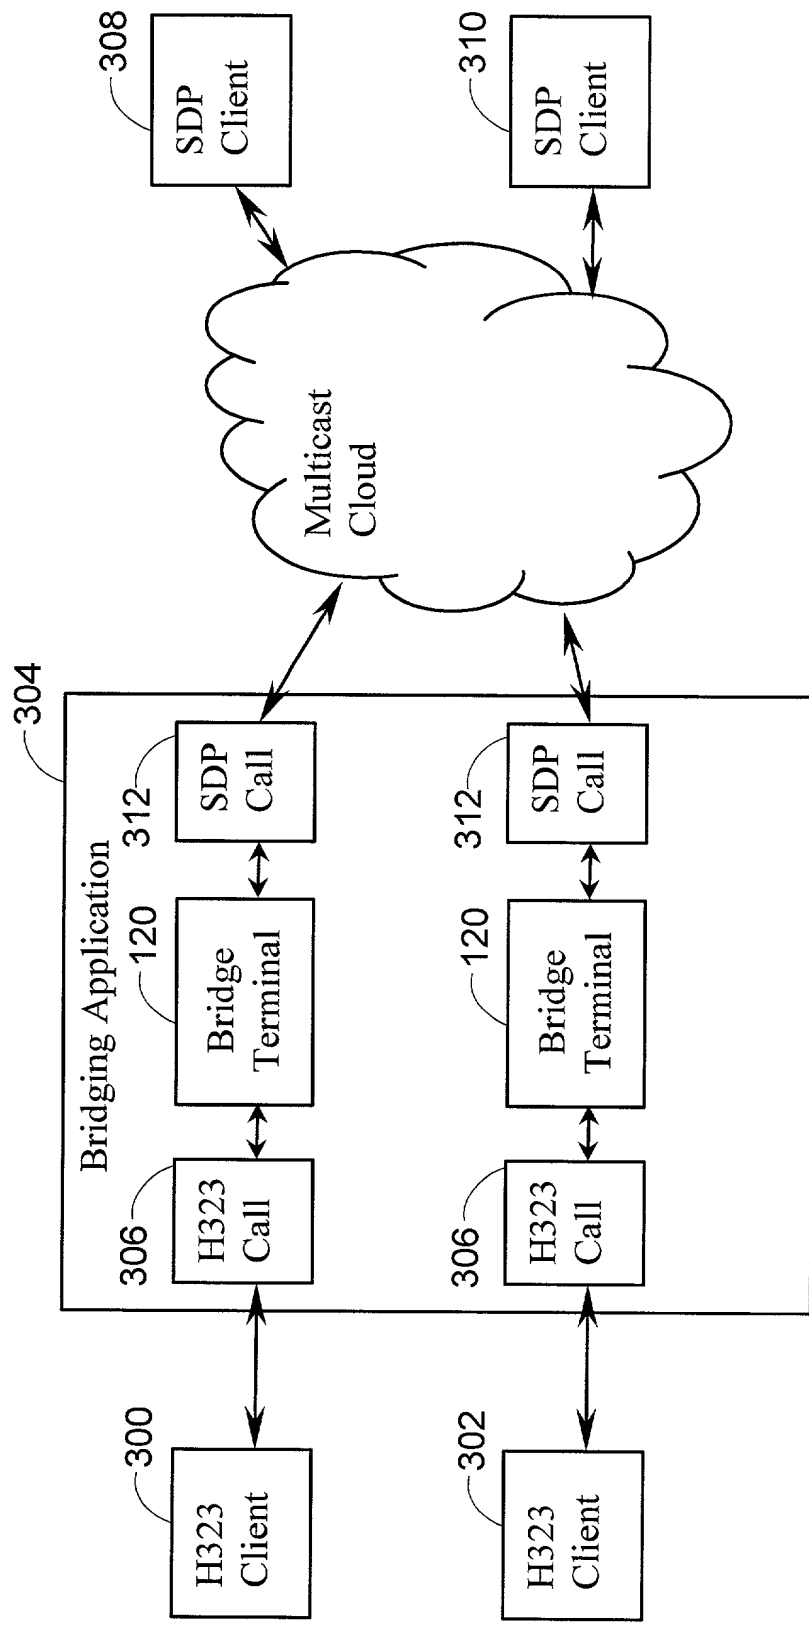 304
Bridging Application
300
H323
Client
306
H323
Call
120
Bridge
Terminal
312
SDP
Call
Multicast
Cloud
308
SDP
Client
302
H323
Client
306
H323
Call
120
Bridge
Terminal
312
SDP
Call
310
SDP
Client